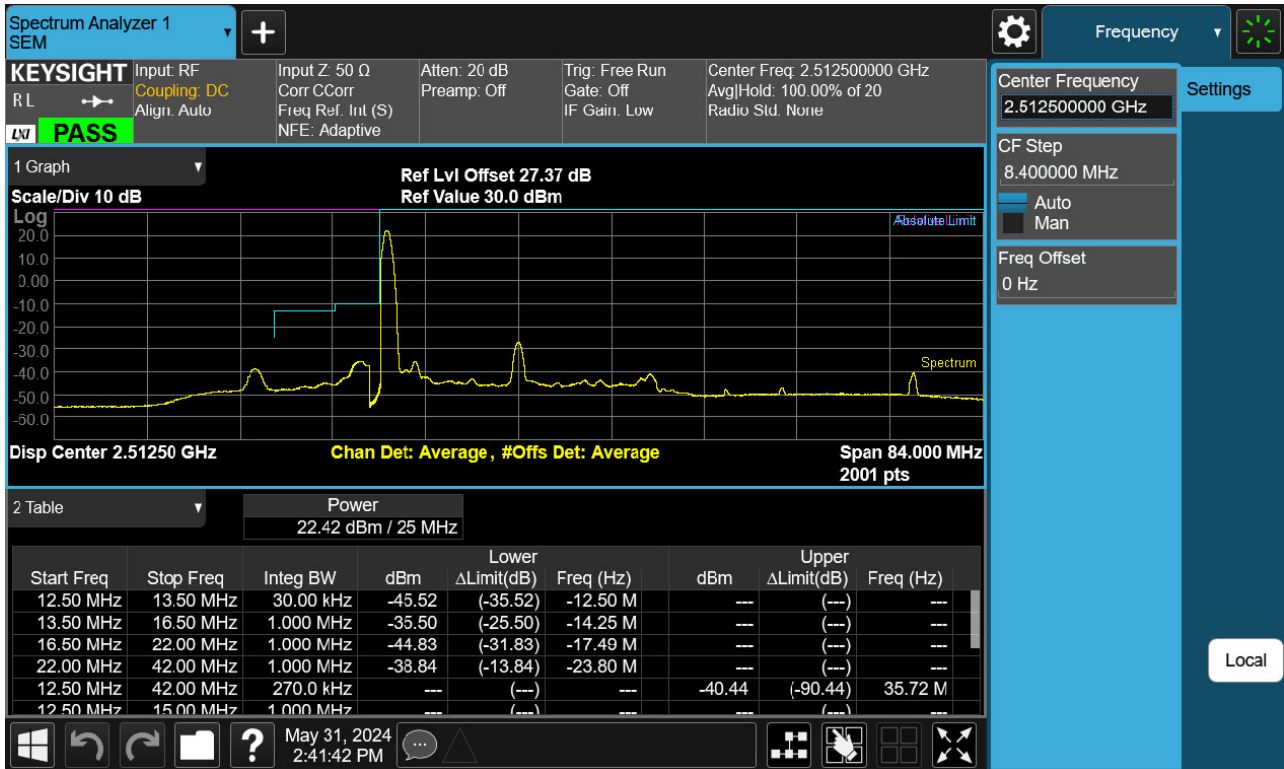 Spectrum Analyzer 1
SEM
+
Frequency
KEYSIGHT
R L
LXI
PASS
Input: RF
Coupling: DC
Align: Auto
Input Z: 50 Ω
Corr CCorr
Freq Ref: Int (S)
NFE: Adaptive
Atten: 20 dB
Preamp: Off
Trig: Free Run
Gate: Off
IF Gain: Low
Center Freq: 2.512500000 GHz
Avg|Hold: 100.00% of 20
Radio Std: None
Center Frequency
2.512500000 GHz
Settings
CF Step
8.400000 MHz
Auto
Man
Freq Offset
0 Hz
1 Graph
Scale/Div 10 dB
Ref Lvl Offset 27.37 dB
Ref Value 30.0 dBm
Log
20.0
10.0
0.00
-10.0
-20.0
-30.0
-40.0
-50.0
-60.0
Limit
Spectrum
Disp Center 2.51250 GHz
Chan Det: Average, #Offs Det: Average
Span 84.000 MHz
2001 pts
2 Table
Power
22.42 dBm / 25 MHz
Lower Upper
Start Freq Stop Freq Integ BW dBm ΔLimit(dB) Freq (Hz) dBm ΔLimit(dB) Freq (Hz)
12.50 MHz 13.50 MHz 30.00 kHz -45.52 (-35.52) -12.50 M --- (---) ---
13.50 MHz 16.50 MHz 1.000 MHz -35.50 (-25.50) -14.25 M --- (---) ---
16.50 MHz 22.00 MHz 1.000 MHz -44.83 (-31.83) -17.49 M --- (---) ---
22.00 MHz 42.00 MHz 1.000 MHz -38.84 (-13.84) -23.80 M --- (---) ---
12.50 MHz 42.00 MHz 270.0 kHz --- (---) --- -40.44 (-90.44) 35.72 M
12.50 MHz 15.00 MHz 1.000 MHz --- (---) --- --- (---) ---
Local
?
May 31, 2024
2:41:42 PM